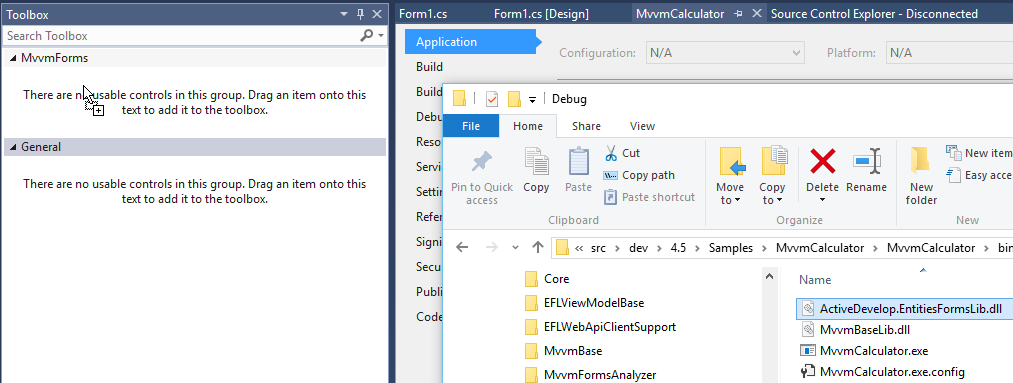 Toolbox
Form1.cs
Form1.cs [Design]
MvvmCalculator
Source Control Explorer - Disconnected
Search Toolbox
MvvmForms
There are no usable controls in this group. Drag an item onto this
text to add it to the toolbox.
General
There are no usable controls in this group. Drag an item onto this
text to add it to the toolbox.
Application
Build
Build
Debu
Reso
Servi
Settin
Refer
Signi
Secu
Publi
Code
Configuration:
N/A
Platform:
N/A
Debug
File
Home
Share
View
Pin to Quick
access
Copy
Paste
Cut
Copy path
Paste shortcut
Clipboard
Move
to
Copy
to
Delete
Rename
Organize
New
folder
New item
Easy acce
New
« src › dev › 4.5 › Samples › MvvmCalculator › MvvmCalculator › bin
Core
EFLViewModelBase
EFLWebApiClientSupport
MvvmBase
MvvmFormsAnalyzer
Name
ActiveDevelop.EntitiesFormsLib.dll
MvvmBaseLib.dll
MvvmCalculator.exe
MvvmCalculator.exe.config